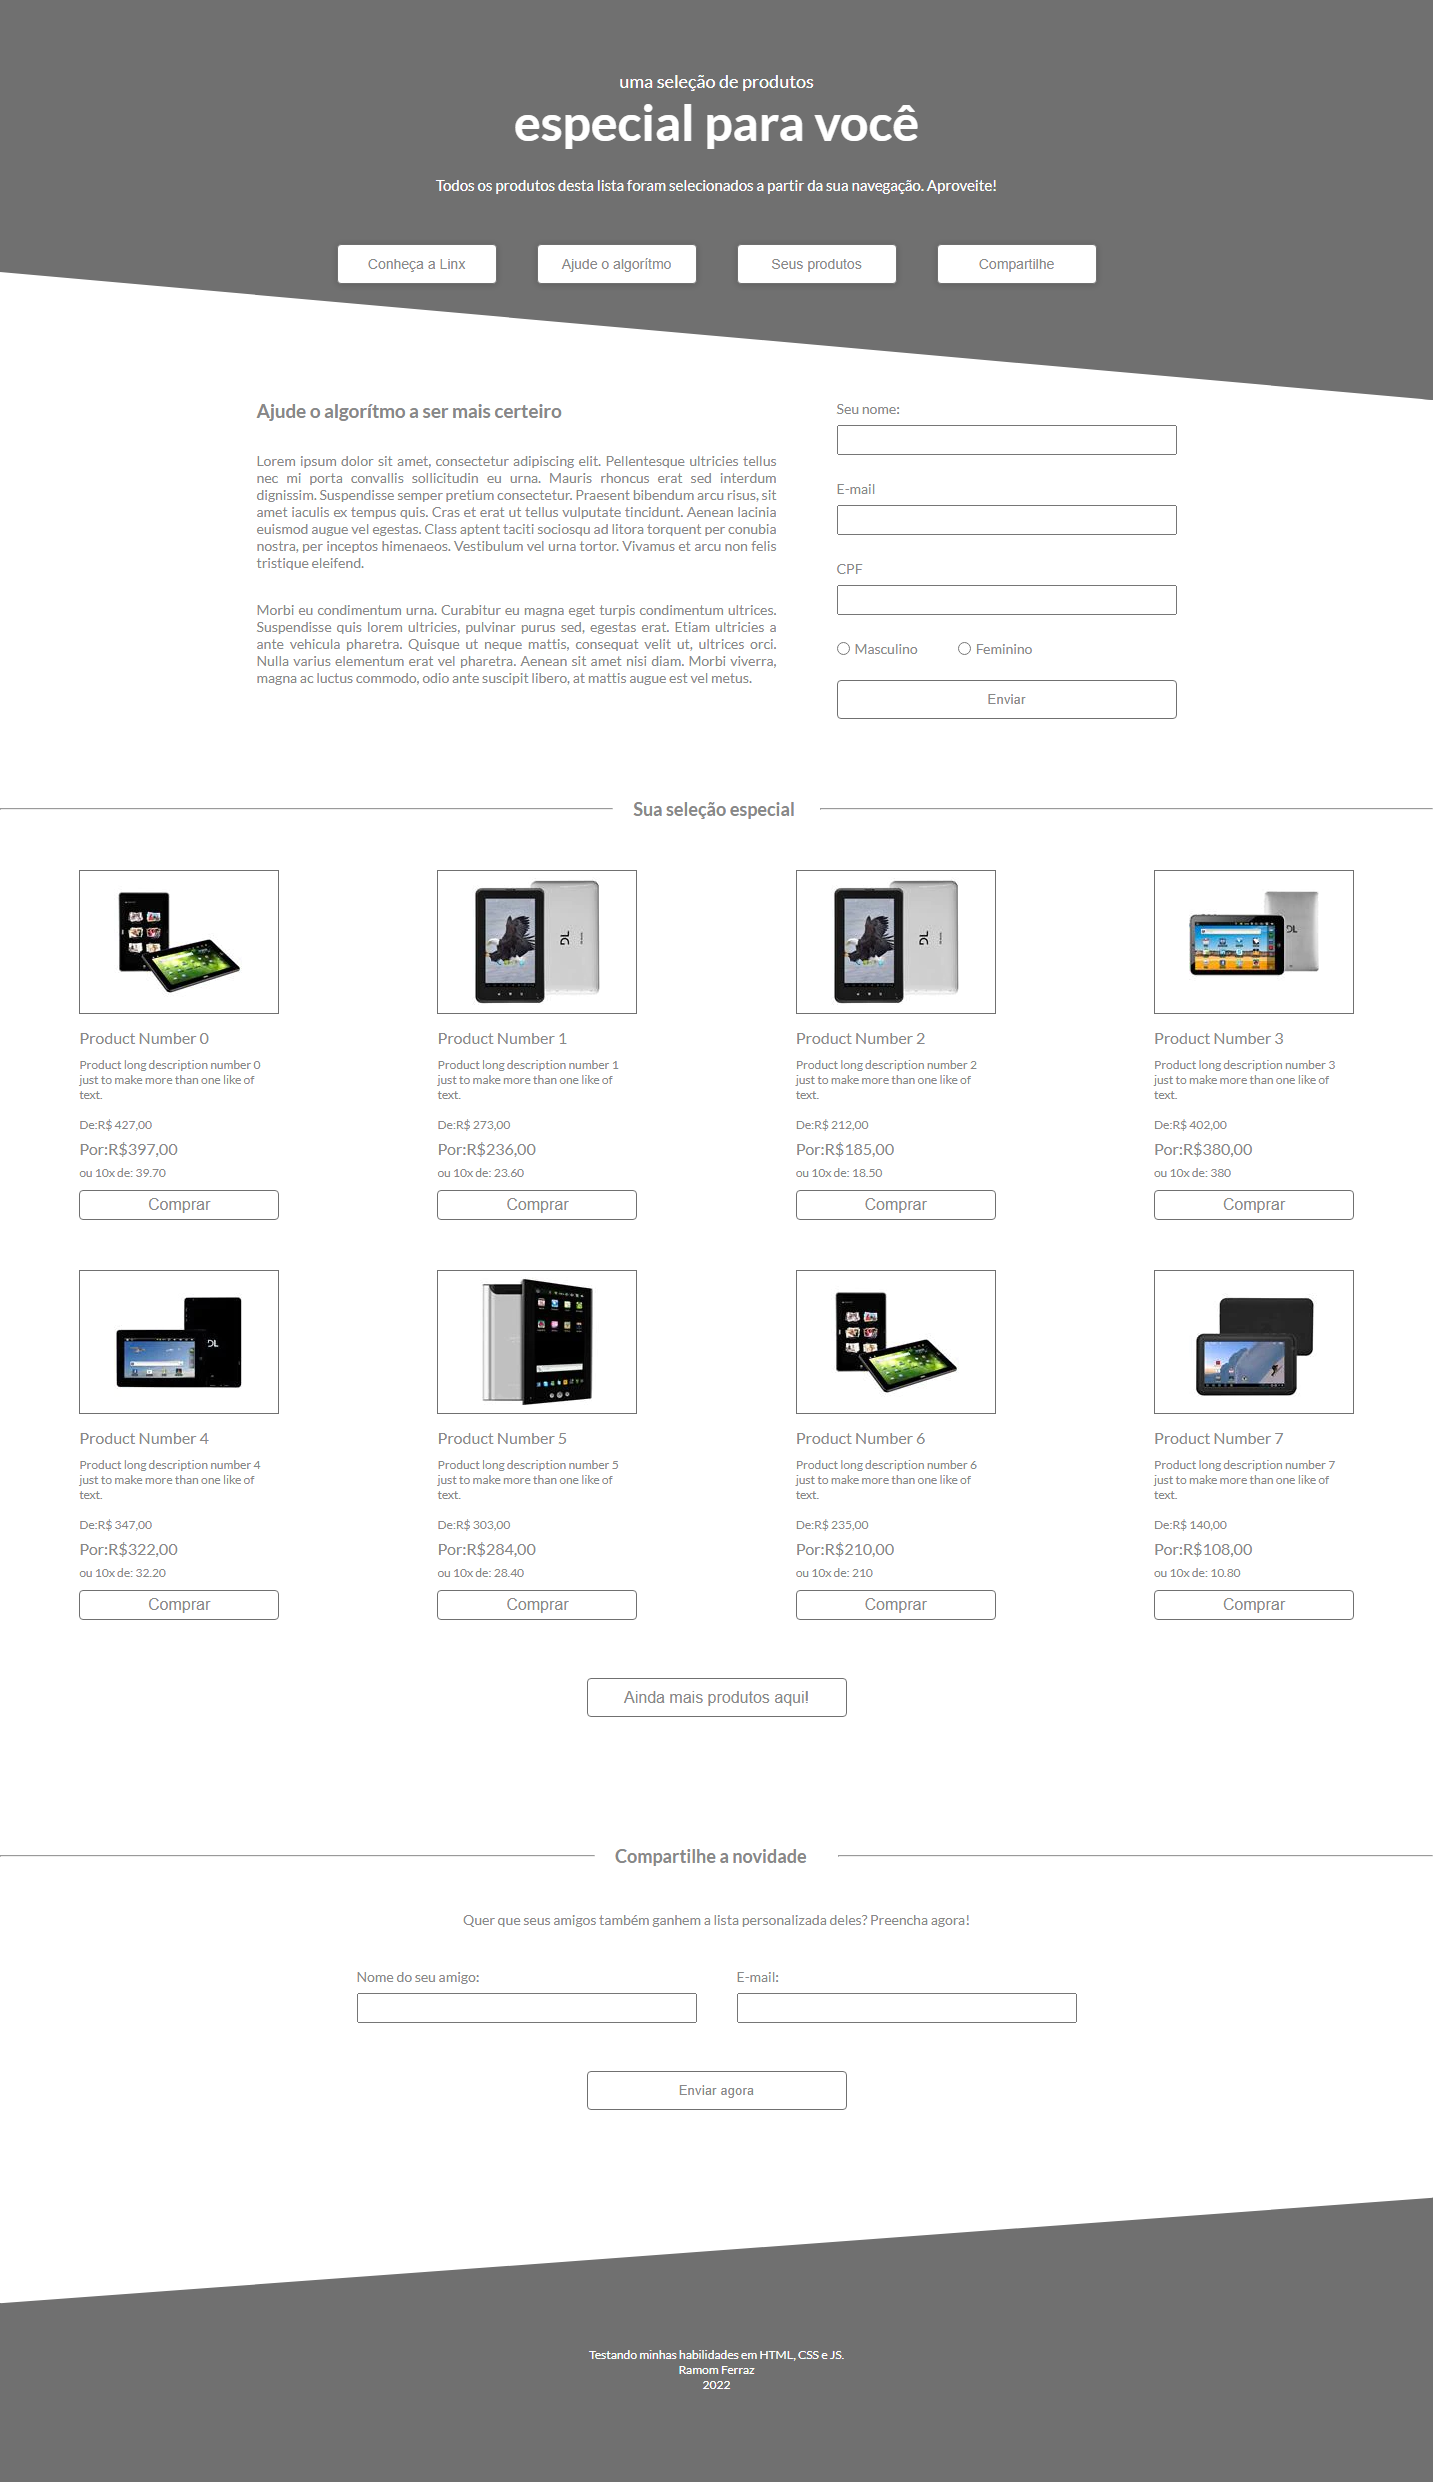 uma seleção de produtos
especial para você
Todos os produtos desta lista foram selecionados a partir da sua navegação. Aproveite!
Conheça a Linx
Ajude o algorítmo
Seus produtos
Compartilhe
Ajude o algorítmo a ser mais certeiro
Lorem ipsum dolor sit amet, consectetur adipiscing elit. Pellentesque ultricies tellus
nec mi porta convallis sollicitudin eu urna. Mauris rhoncus erat sed interdum
dignissim. Suspendisse semper pretium consectetur. Praesent bibendum arcu risus, sit
amet iaculis ex tempus quis. Cras et erat ut tellus vulputate tincidunt. Aenean lacinia
euismod augue vel egestas. Class aptent taciti sociosqu ad litora torquent per conubia
nostra, per inceptos himenaeos. Vestibulum vel urna tortor. Vivamus et arcu non felis
tristique eleifend.
Morbi eu condimentum urna. Curabitur eu magna eget turpis condimentum ultrices.
Suspendisse quis lorem ultricies, pulvinar purus sed, egestas erat. Etiam ultricies a
ante vehicula pharetra. Quisque ut neque mattis, consequat velit ut, ultrices orci.
Nulla varius elementum erat vel pharetra. Aenean sit amet nisi diam. Morbi viverra,
magna ac luctus commodo, odio ante suscipit libero, at mattis augue est vel metus.
Seu nome:
E-mail
CPF
Masculino
Feminino
Enviar
Sua seleção especial
DL
DL
DL
Product Number 0
Product long description number 0
just to make more than one like of
text.
De:R$ 427,00
Por:R$397,00
ou 10x de: 39.70
Comprar
Product Number 1
Product long description number 1
just to make more than one like of
text.
De:R$ 273,00
Por:R$236,00
ou 10x de: 23.60
Comprar
Product Number 2
Product long description number 2
just to make more than one like of
text.
De:R$ 212,00
Por:R$185,00
ou 10x de: 18.50
Comprar
Product Number 3
Product long description number 3
just to make more than one like of
text.
De:R$ 402,00
Por:R$380,00
ou 10x de: 380
Comprar
DL
Product Number 4
Product long description number 4
just to make more than one like of
text.
De:R$ 347,00
Por:R$322,00
ou 10x de: 32.20
Comprar
Product Number 5
Product long description number 5
just to make more than one like of
text.
De:R$ 303,00
Por:R$284,00
ou 10x de: 28.40
Comprar
Product Number 6
Product long description number 6
just to make more than one like of
text.
De:R$ 235,00
Por:R$210,00
ou 10x de: 210
Comprar
Product Number 7
Product long description number 7
just to make more than one like of
text.
De:R$ 140,00
Por:R$108,00
ou 10x de: 10.80
Comprar
Ainda mais produtos aqui!
Compartilhe a novidade
Quer que seus amigos também ganhem a lista personalizada deles? Preencha agora!
Nome do seu amigo:
E-mail:
Enviar agora
Testando minhas habilidades em HTML, CSS e JS.
Ramom Ferraz
2022